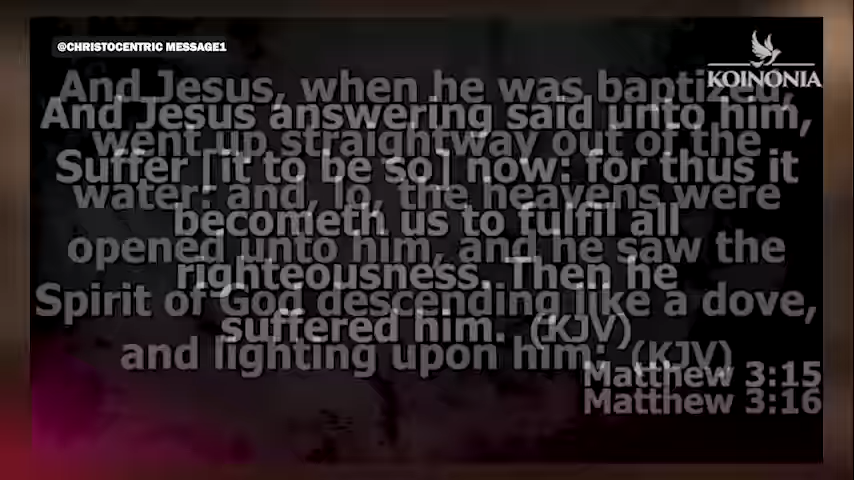 @CHRISTOCENTRIC MESSAGE1
KOINONIA
And Jesus, when he was baptized,
And Jesus answering said unto him,
went up straightway out of the
Suffer [it to be so] now: for thus it
water: and, lo, the heavens were
becometh us to fulfil all
opened unto him, and he saw the
righteousness. Then he
Spirit of God descending like a dove,
suffered him. (KJV)
and lighting upon him: (KJV)
Matthew 3:15
Matthew 3:16